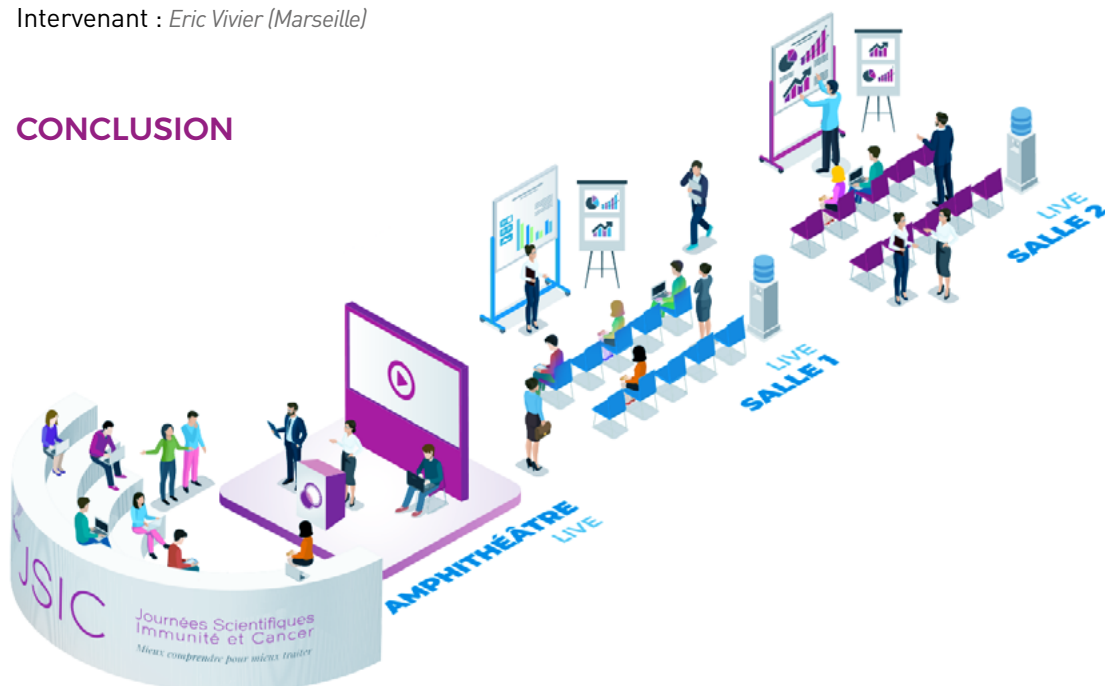 Intervenant : Eric Vivier (Marseille)
CONCLUSION
LIVE
SALLE 2
LIVE
SALLE 1
AMPHITHÉÂTRE
LIVE
JSIC
Journées Scientifiques
Immunité et Cancer
Mieux comprendre pour mieux traiter